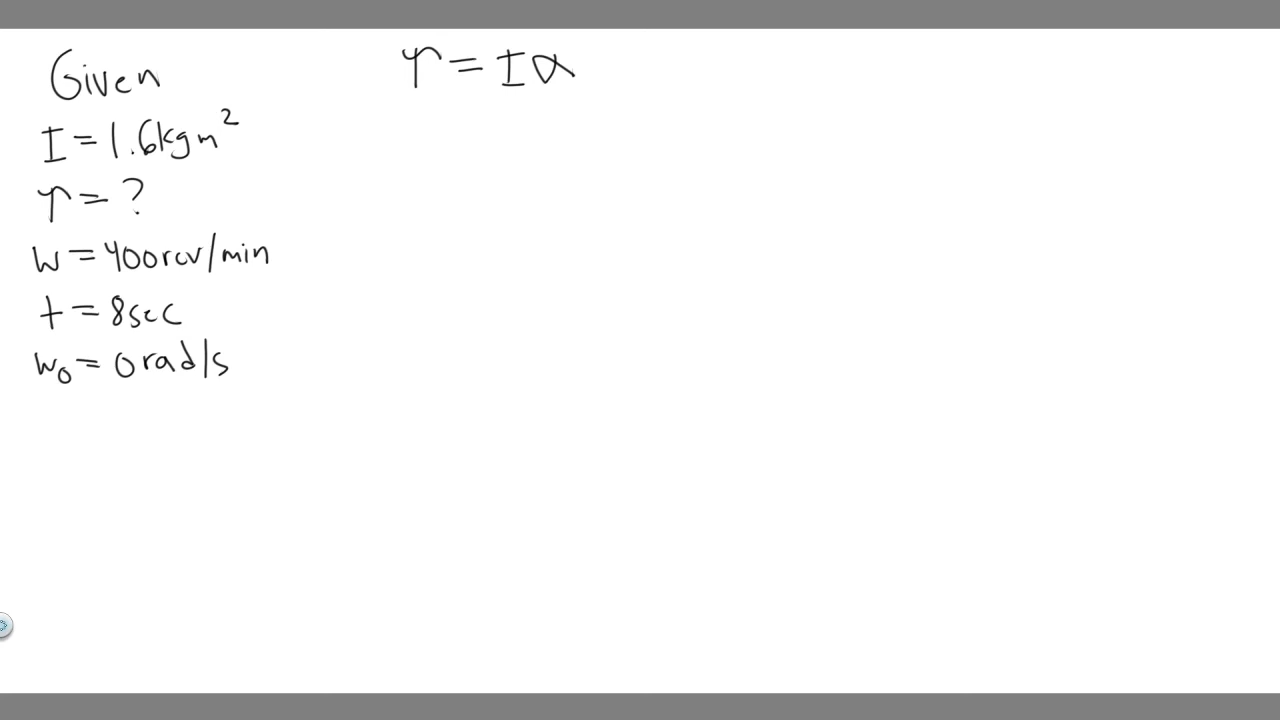 Given
I = 1.6kgm²
τ = ?
w = 400rev/min
t = 8sec
w₀ = 0rad/s
τ = Iα